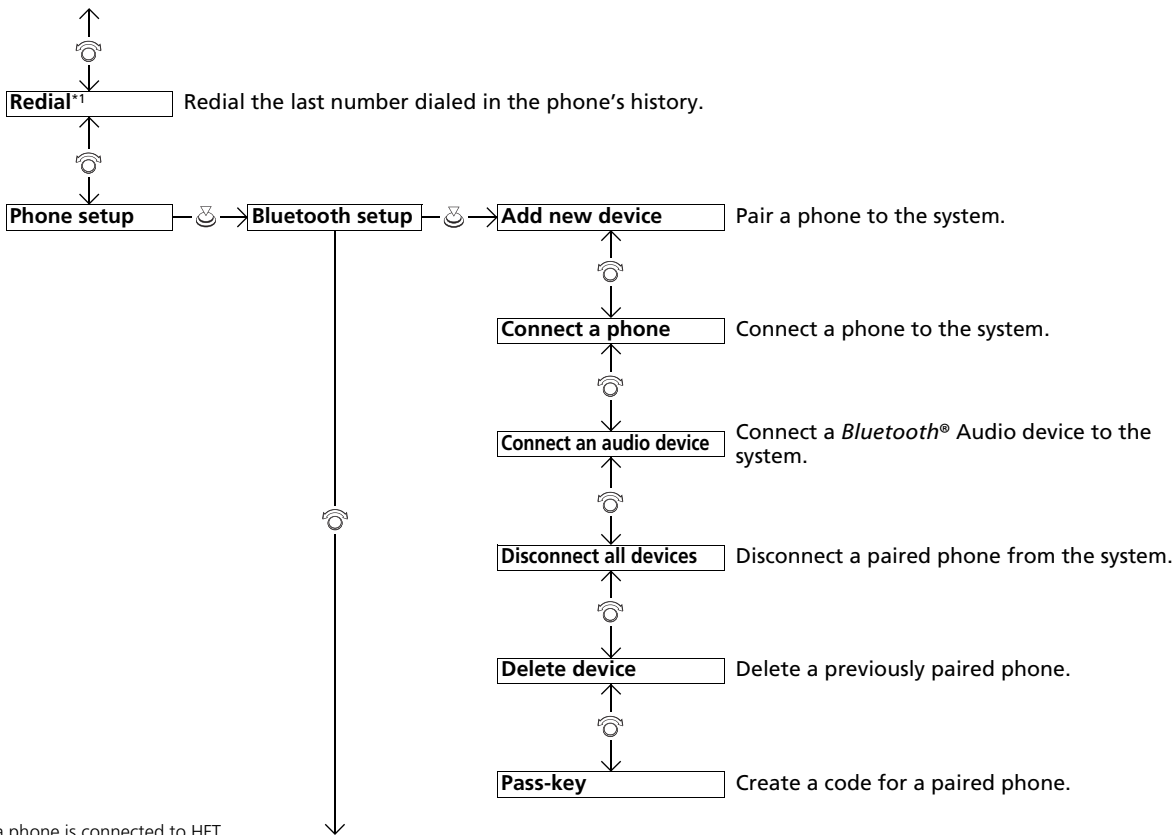 Redial*1 Redial the last number dialed in the phone's history.
Phone setup Bluetooth setup Add new device Pair a phone to the system.
Connect a phone Connect a phone to the system.
Connect an audio device Connect a Bluetooth® Audio device to the
system.
Disconnect all devices Disconnect a paired phone from the system.
Delete device Delete a previously paired phone.
Pass-key Create a code for a paired phone.
a phone is connected to HFT